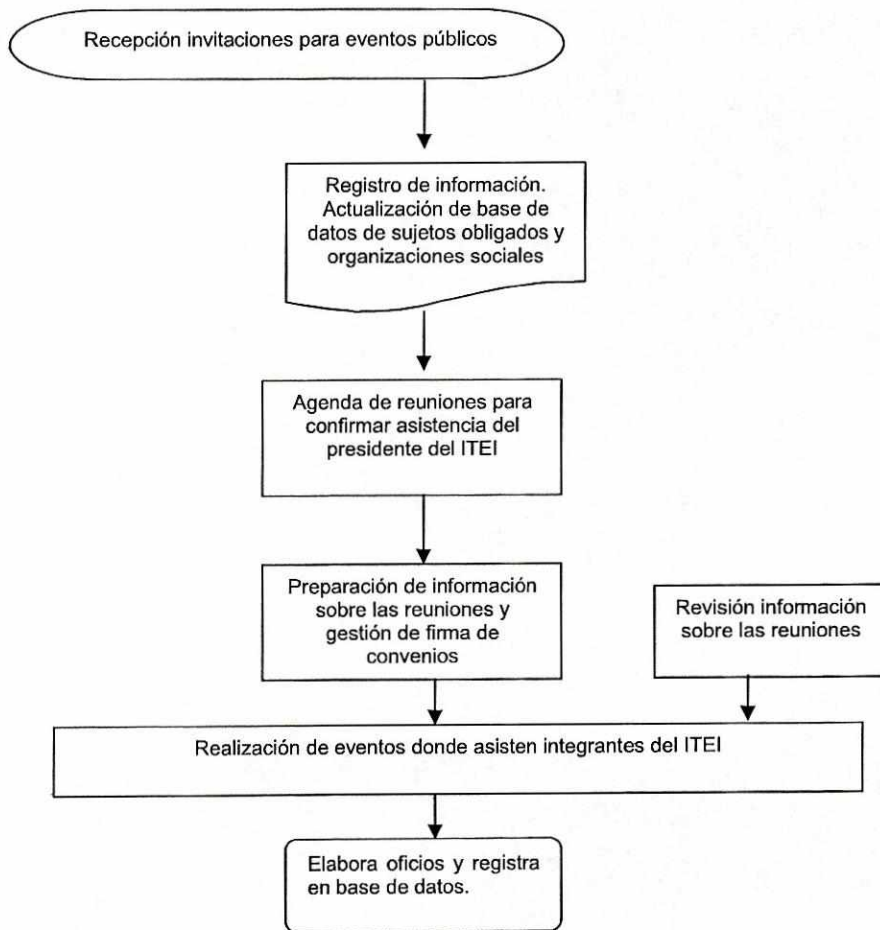 Recepción invitaciones para eventos públicos
Registro de información.
Actualización de base de
datos de sujetos obligados y
organizaciones sociales
Agenda de reuniones para
confirmar asistencia del
presidente del ITEI
Preparación de información
sobre las reuniones y
gestión de firma de
convenios
Revisión información
sobre las reuniones
Realización de eventos donde asisten integrantes del ITEI
Elabora oficios y registra
en base de datos.